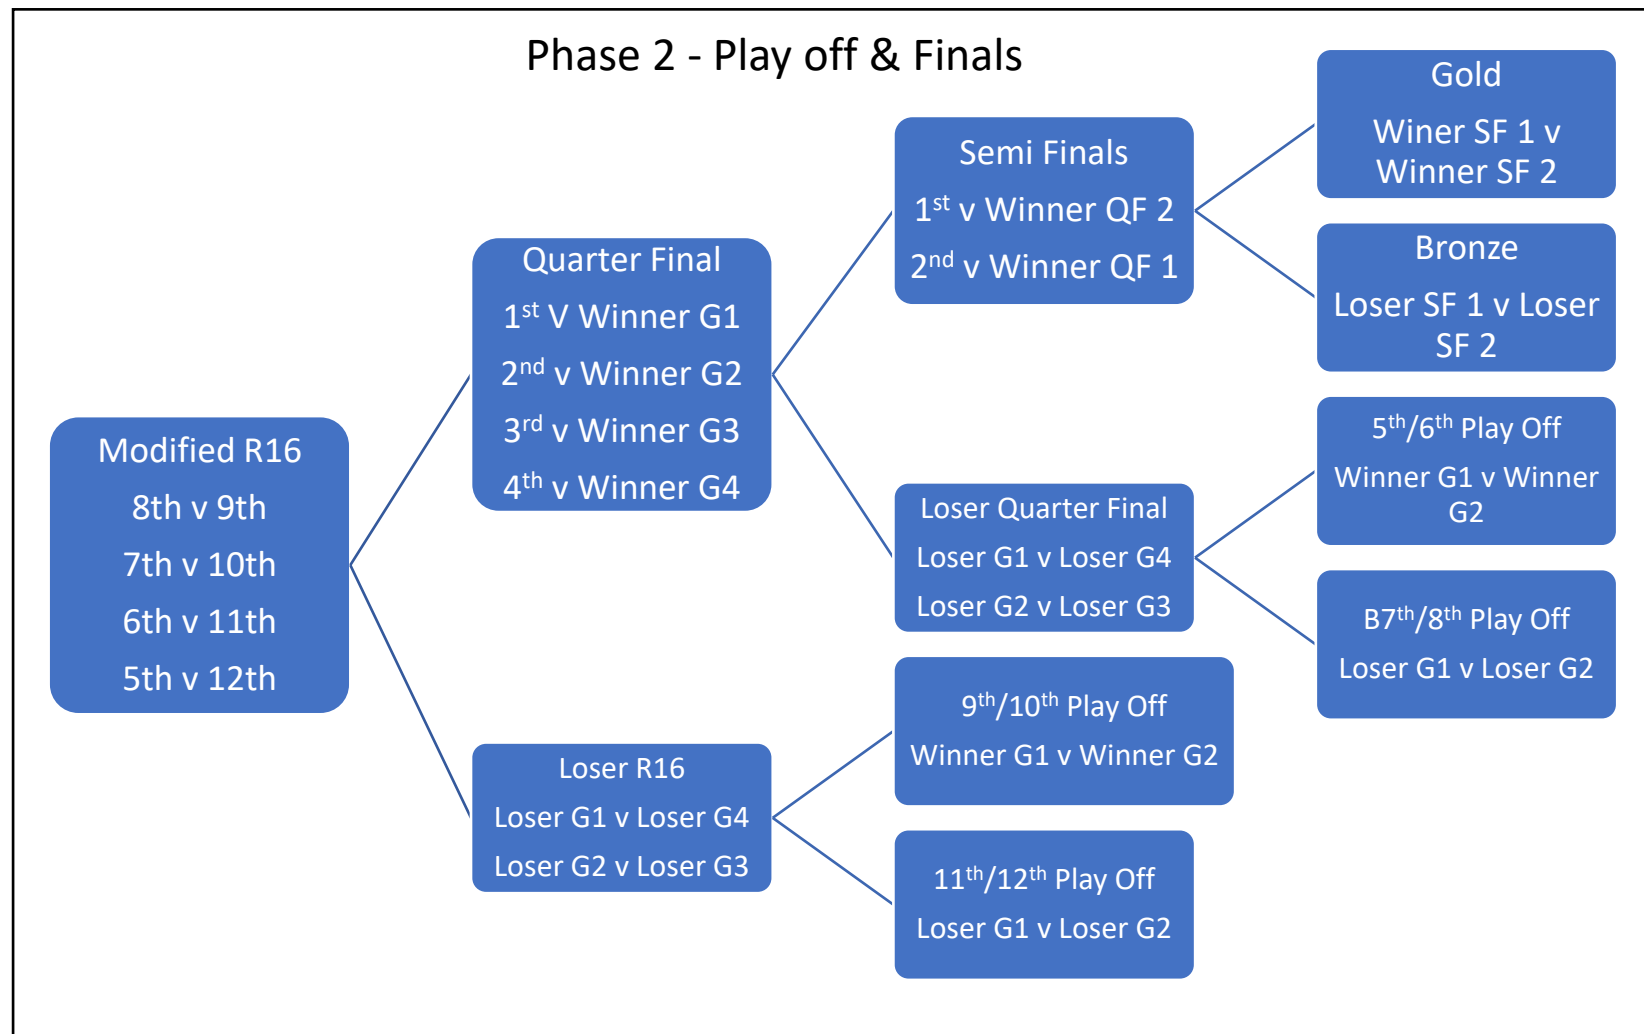 Phase 2 - Play off & Finals
Modified R16
8th v 9th
7th v 10th
6th v 11th
5th v 12th
Quarter Final
1st V Winner G1
2nd v Winner G2
3rd v Winner G3
4th v Winner G4
Loser R16
Loser G1 v Loser G4
Loser G2 v Loser G3
Semi Finals
1st v Winner QF 2
2nd v Winner QF 1
Loser Quarter Final
Loser G1 v Loser G4
Loser G2 v Loser G3
9th/10th Play Off
Winner G1 v Winner G2
11th/12th Play Off
Loser G1 v Loser G2
Gold
Winer SF 1 v
Winner SF 2
Bronze
Loser SF 1 v Loser
SF 2
5th/6th Play Off
Winner G1 v Winner
G2
B7th/8th Play Off
Loser G1 v Loser G2